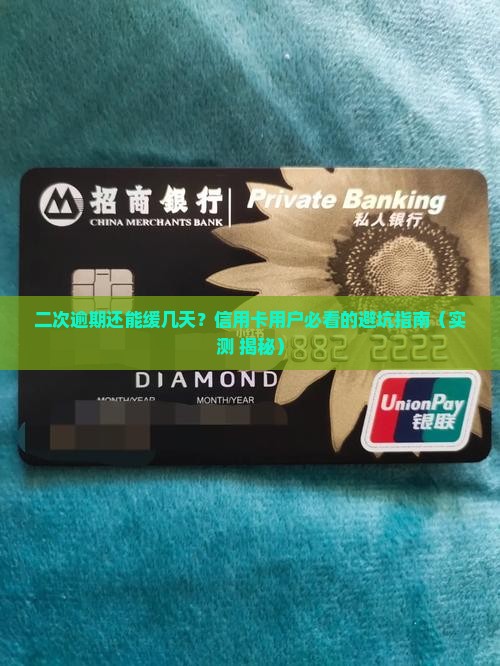 招商銀行
CHINA MERCHANTS BANK
Private Banking
私人银行
二次逾期还能缓几天？信用卡用户必看的避坑指南（实
测 揭秘）
882 2222
DIAMOND
MONTH/YEAR MONTH/YEAR
UnionPay
银联